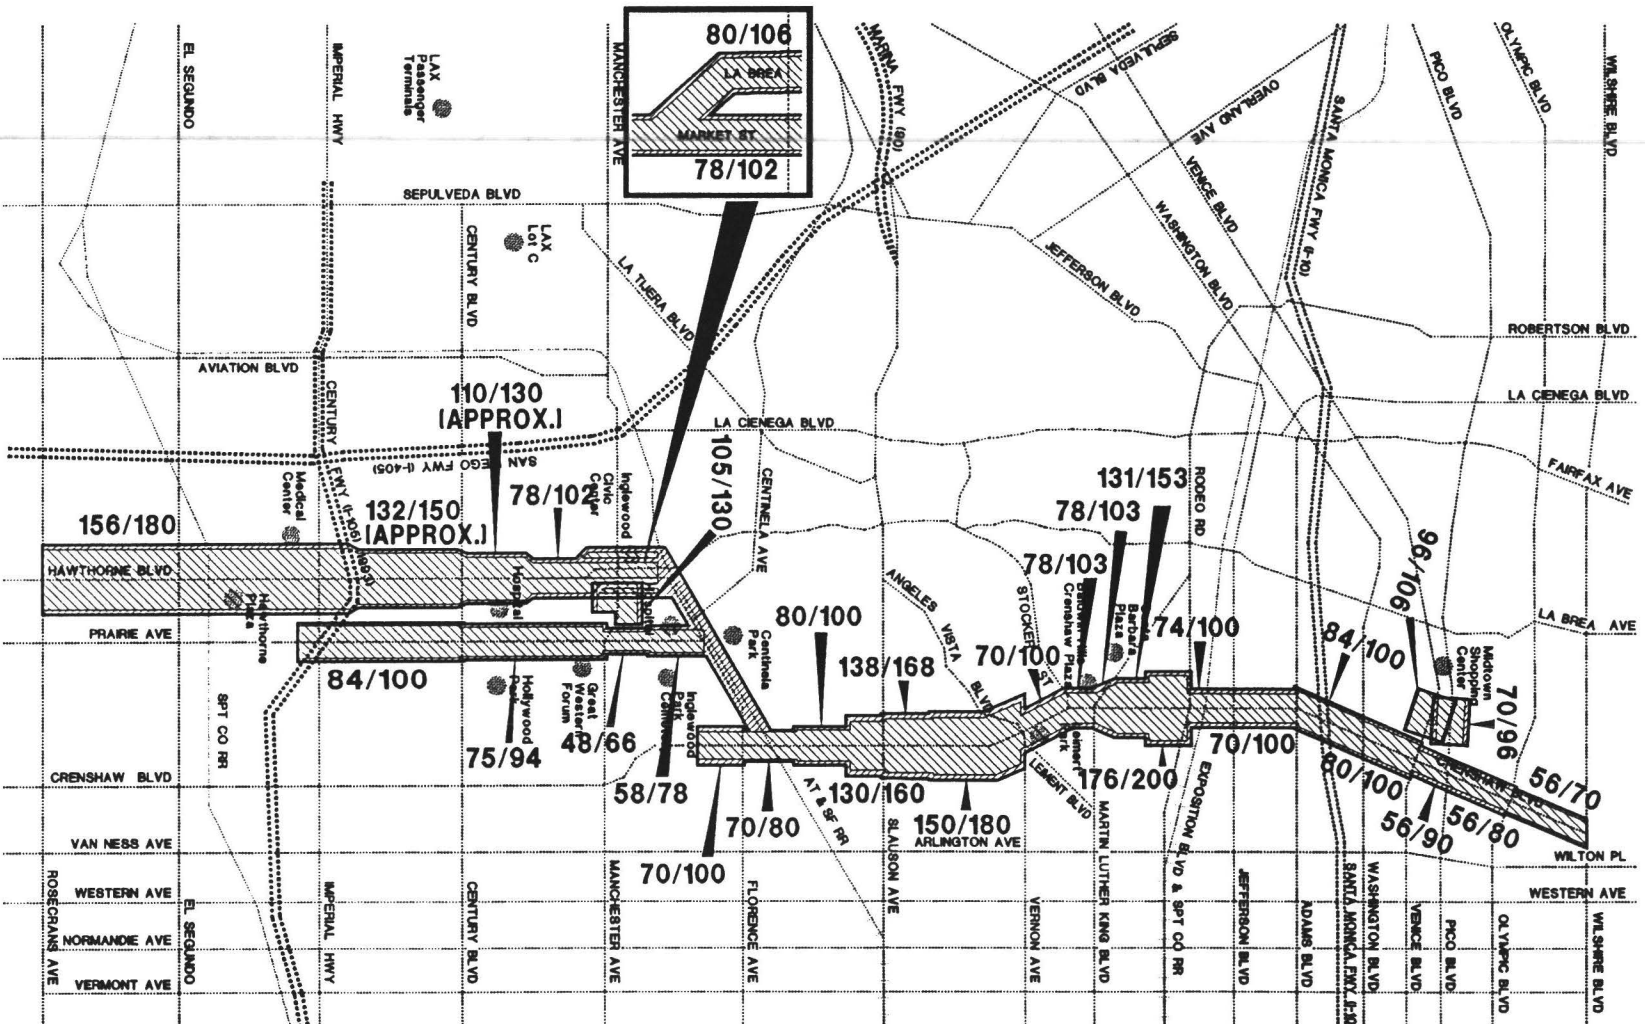 80/106
LA BREA
MARKET ST
78/102
EL SEGUNDO
IMPERIAL HWY
LAX
Passenger
Terminals
MANCHESTER AVE
MARINA FWY (90)
SEPULVEDA BLVD
OVERLAND AVE
VENICE BLVD
WASHINGTON BLVD
SANTA MONICA FWY (I-10)
PICO BLVD
OLYMPIC BLVD
WILSHIRE BLVD
SEPULVEDA BLVD
CENTURY BLVD
LAX
Lot C
LA TIJERA BLVD
JEFFERSON BLVD
ROBERTSON BLVD
AVIATION BLVD
CENTURY FWY (I-105)
110/130
(APPROX.)
LA CIENEGA BLVD
LA CIENEGA BLVD
SAN DIEGO FWY (I-405)
FAIRFAX AVE
Medical
Center
132/150
(APPROX.)
78/102
Inglewood
Civic
Center
105/130
CENTINELA AVE
131/153
78/103
RODEO RD
156/180
HAWTHORNE BLVD
Hospital
78/103
STOCKER ST
ANGELES VISTA BLVD
Crenshaw Plaza
Barbara
Plaza
96/106
LA BREA AVE
Hawthorne
Plaza
PRAIRIE AVE
84/100
Hollywood
Park
Great
Western
Forum
Inglewood
Park
Centinela
Park
80/100
138/168
70/100
74/100
84/100
Midtown
Shopping
Center
70/96
75/94
48/66
58/78
SPT CO RR
CRENSHAW BLVD
70/100
70/80
AT & SF RR
130/160
150/180
LEIMERT BLVD
176/200
70/100
EXPOSITION BLVD & SPT CO RR
80/100
CRENSHAW BLVD
56/90
56/80
56/70
VAN NESS AVE
ARLINGTON AVE
WILTON PL
WESTERN AVE
WESTERN AVE
NORMANDIE AVE
VERMONT AVE
ROSECRANS AVE
EL SEGUNDO
IMPERIAL HWY
CENTURY BLVD
MANCHESTER AVE
FLORENCE AVE
SLAUSON AVE
VERNON AVE
MARTIN LUTHER KING BLVD
JEFFERSON BLVD
ADAMS BLVD
SANTA MONICA FWY (I-10)
WASHINGTON BLVD
VENICE BLVD
PICO BLVD
OLYMPIC BLVD
WILSHIRE BLVD